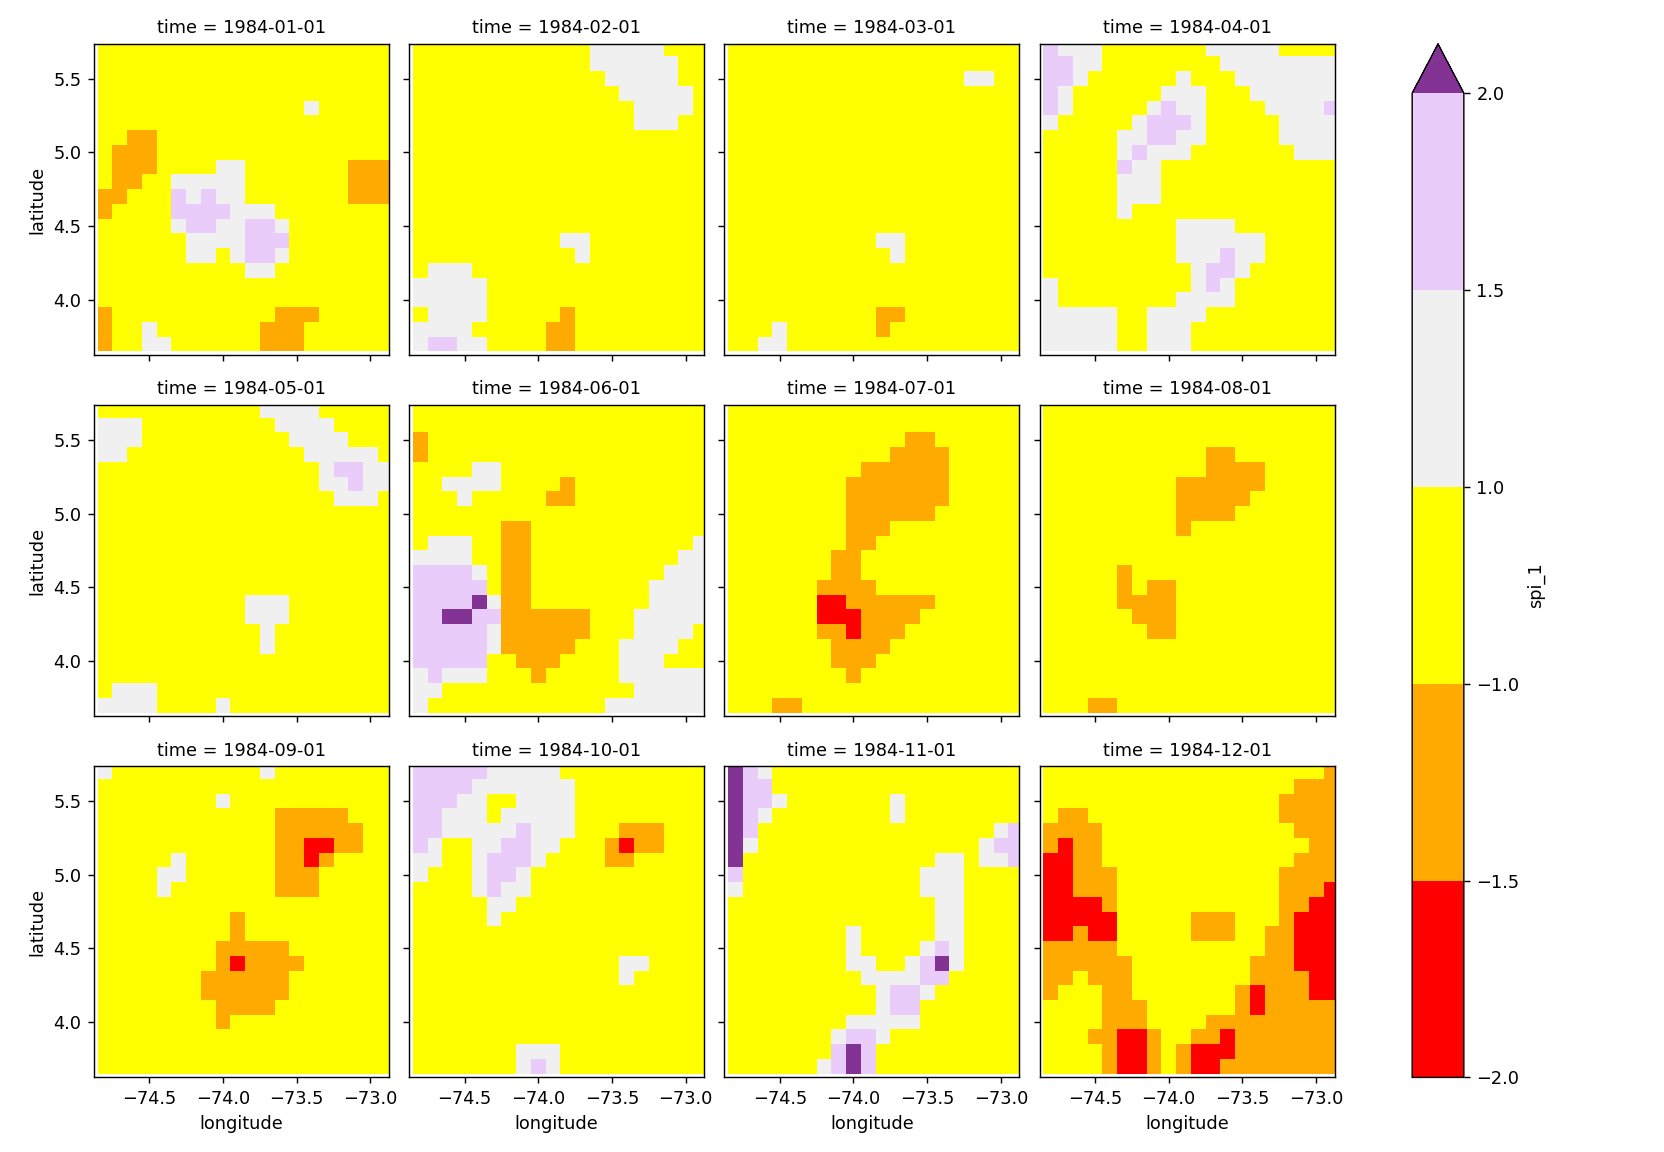 time = 1984-01-01
time = 1984-02-01
time = 1984-03-01
time = 1984-04-01
latitude
5.5
5.0
4.5
4.0
2.0
1.5
1.0
−1.0
−1.5
−2.0
spi_1
time = 1984-05-01
time = 1984-06-01
time = 1984-07-01
time = 1984-08-01
latitude
5.5
5.0
4.5
4.0
time = 1984-09-01
time = 1984-10-01
time = 1984-11-01
time = 1984-12-01
latitude
5.5
5.0
4.5
4.0
−74.5 −74.0 −73.5 −73.0
longitude
−74.5 −74.0 −73.5 −73.0
longitude
−74.5 −74.0 −73.5 −73.0
longitude
−74.5 −74.0 −73.5 −73.0
longitude